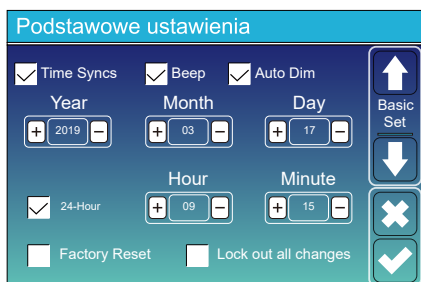 Podstawowe ustawienia
Time Syncs Beep Auto Dim
Year Month Day
+ 2019 − + 03 − + 17 −
Basic
Set
Hour Minute
24-Hour + 09 − + 15 −
Factory Reset Lock out all changes